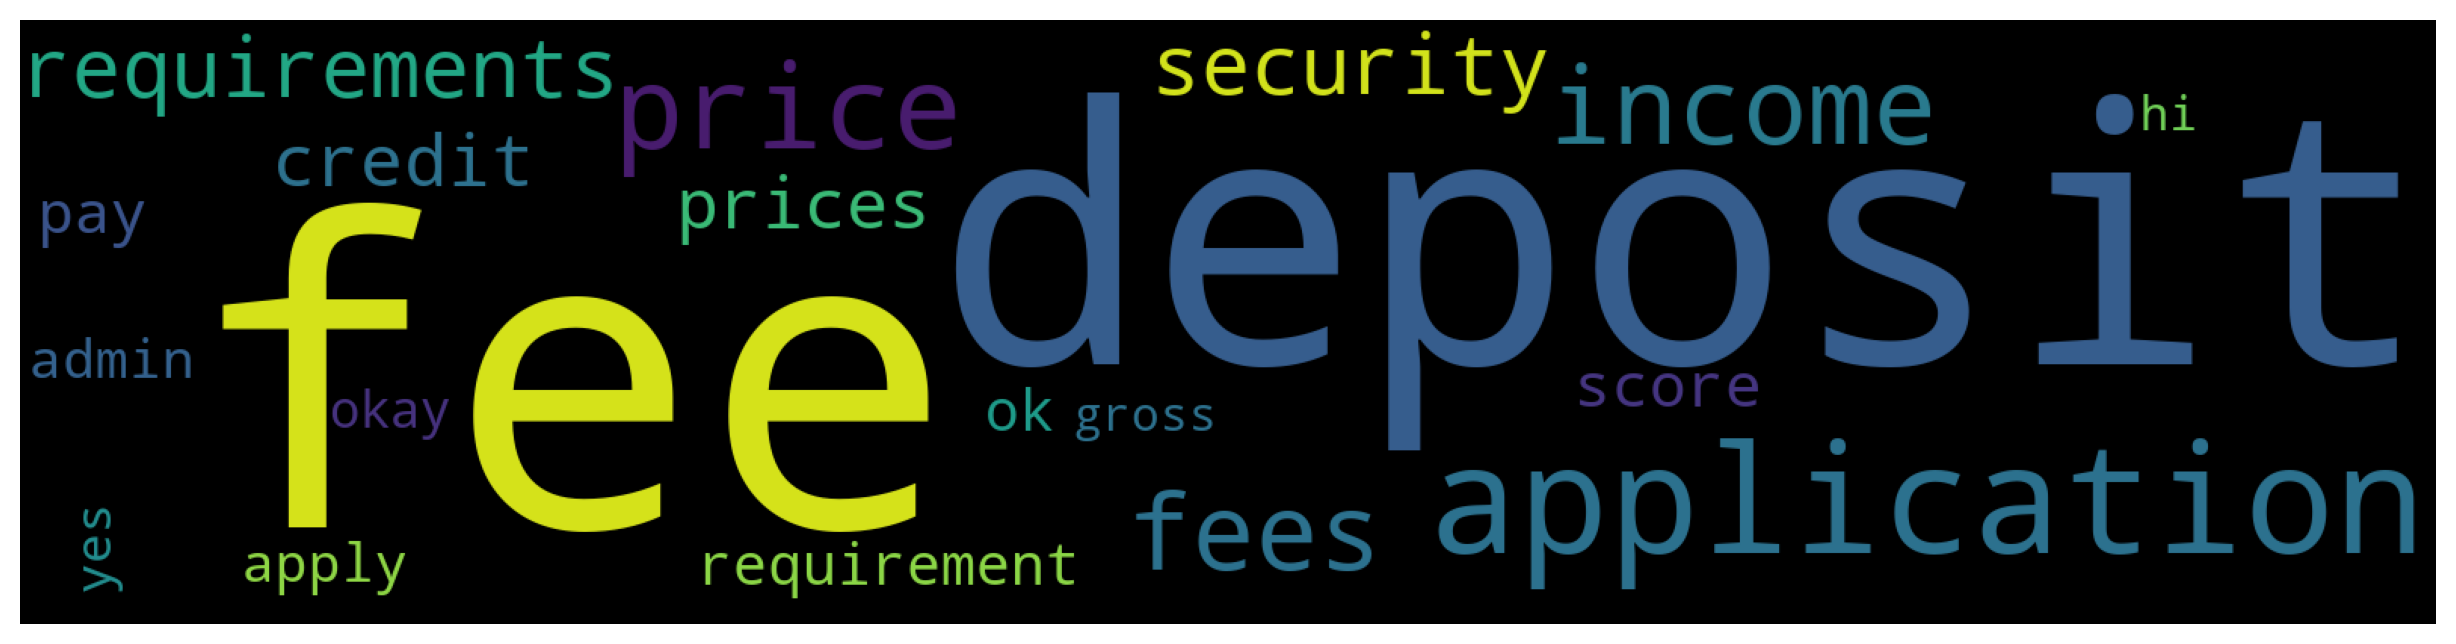 requirements
security
price
income
hi
credit
deposit
pay
prices
fee
admin
okay
ok
gross
score
application
fees
yes
apply
requirement